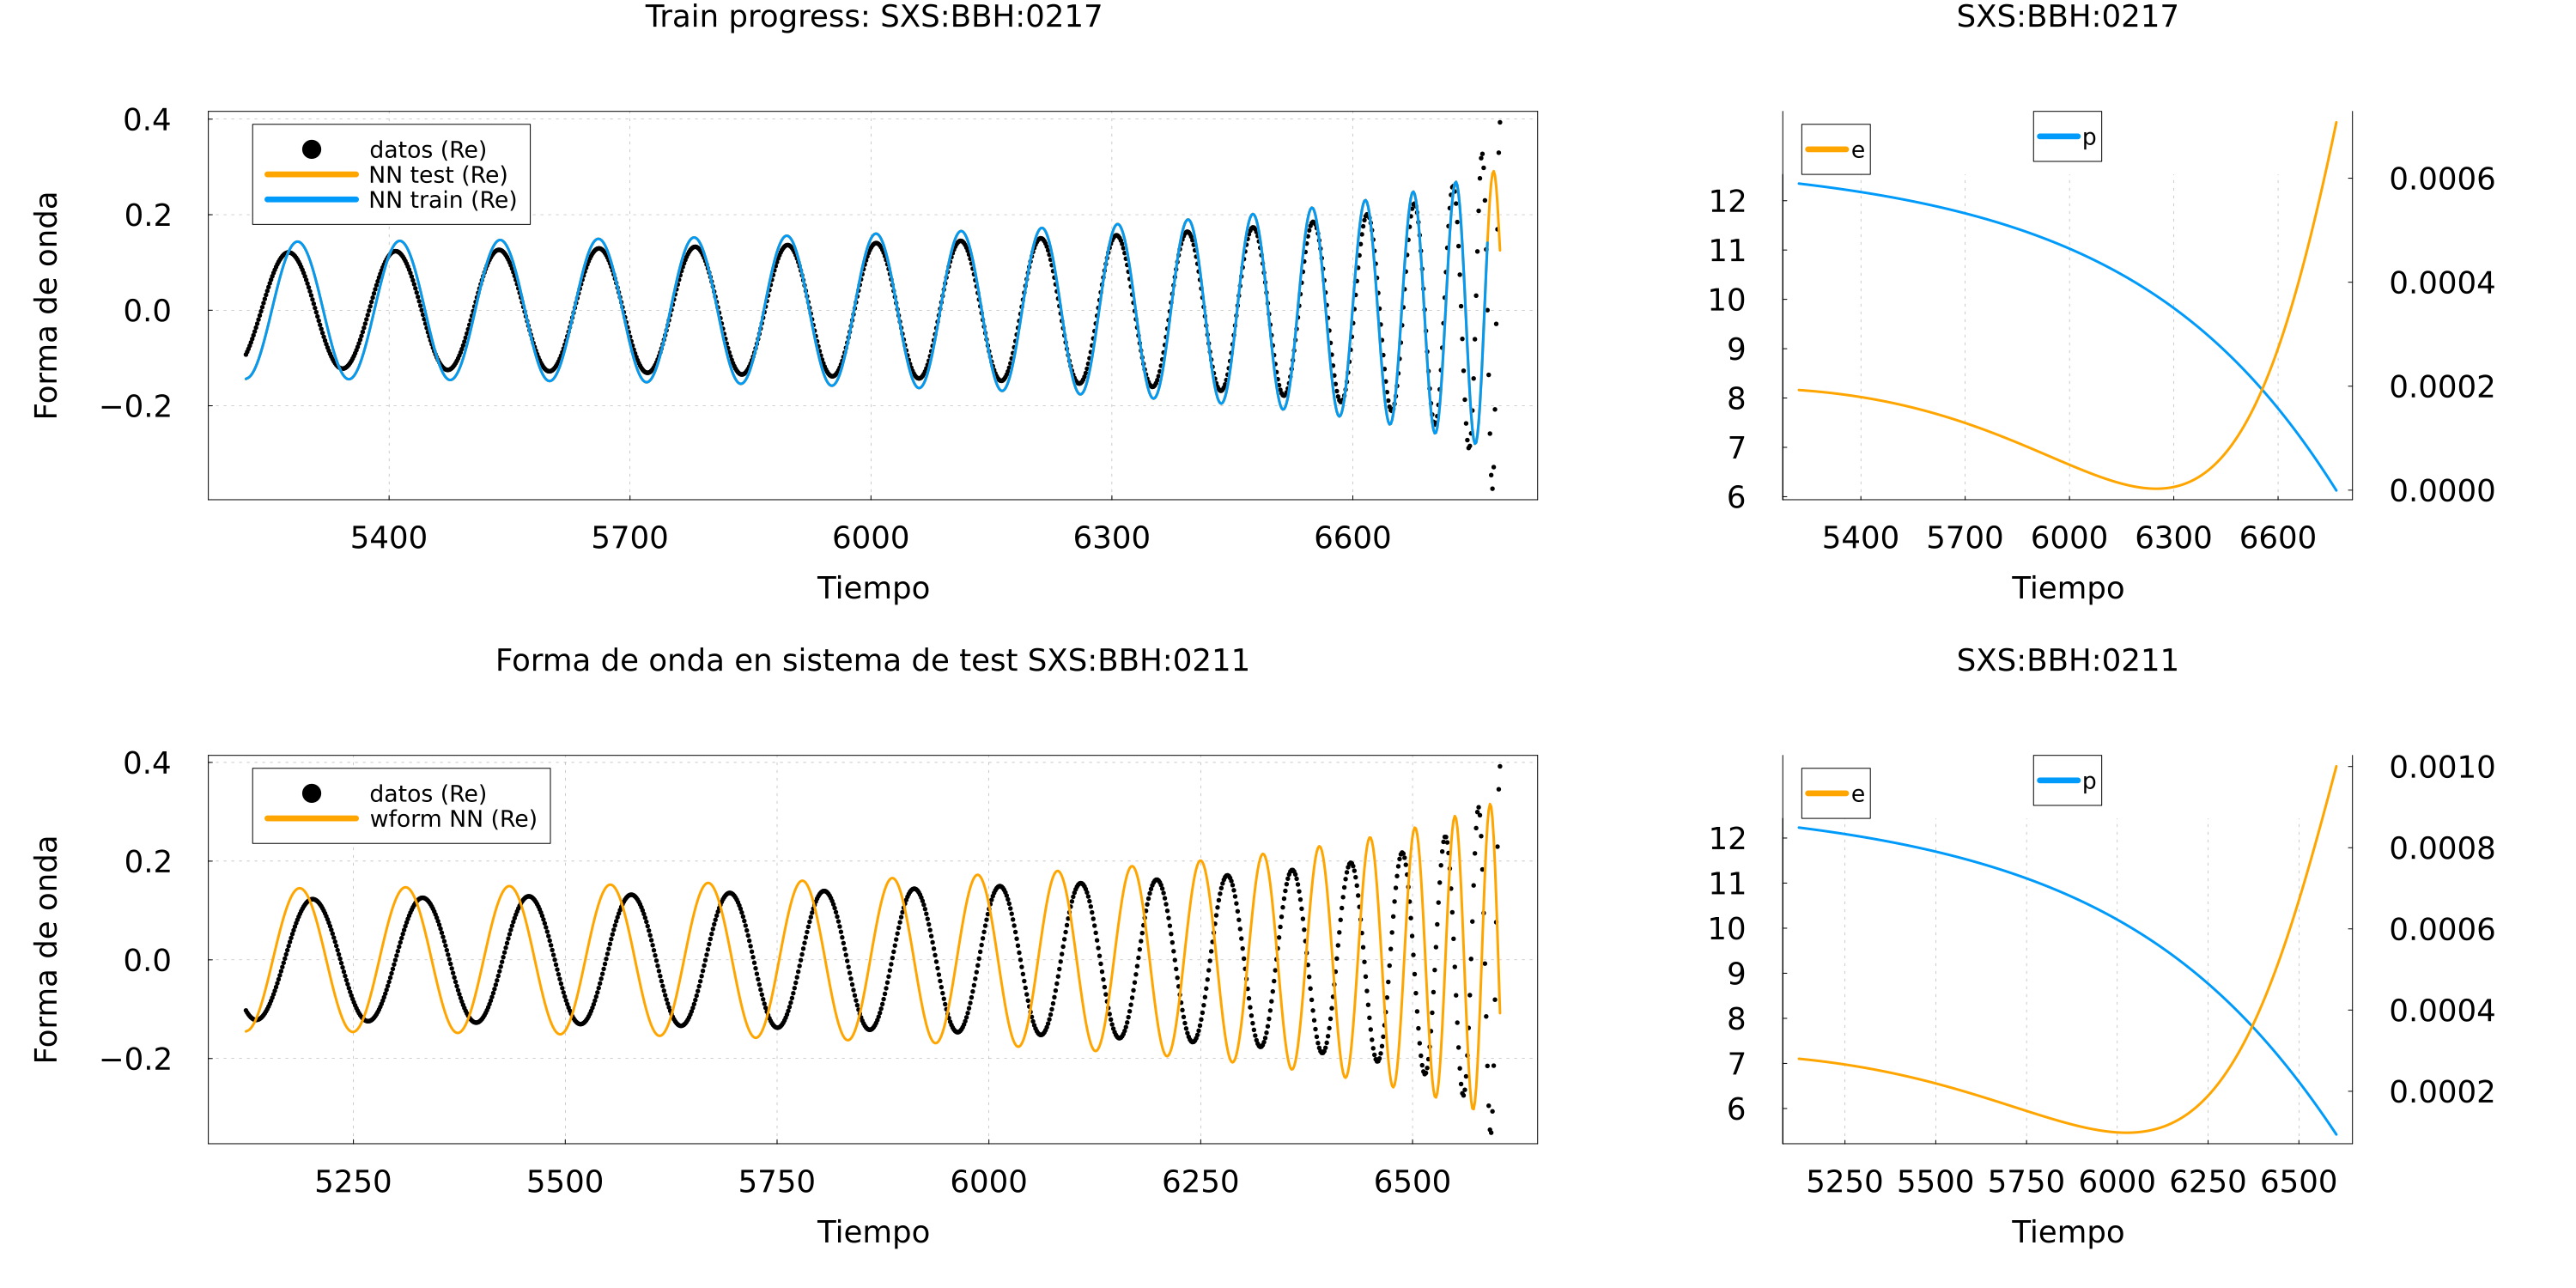 Train progress: SXS:BBH:0217
SXS:BBH:0217
Forma de onda
0.4
0.2
0.0
−0.2
datos (Re)
NN test (Re)
NN train (Re)
5400 5700 6000 6300 6600
Tiempo
e
p
12
11
10
9
8
7
6
0.0006
0.0004
0.0002
0.0000
5400 5700 6000 6300 6600
Tiempo
Forma de onda en sistema de test SXS:BBH:0211
SXS:BBH:0211
Forma de onda
0.4
0.2
0.0
−0.2
datos (Re)
wform NN (Re)
5250 5500 5750 6000 6250 6500
Tiempo
e
p
12
11
10
9
8
7
6
0.0010
0.0008
0.0006
0.0004
0.0002
5250 5500 5750 6000 6250 6500
Tiempo